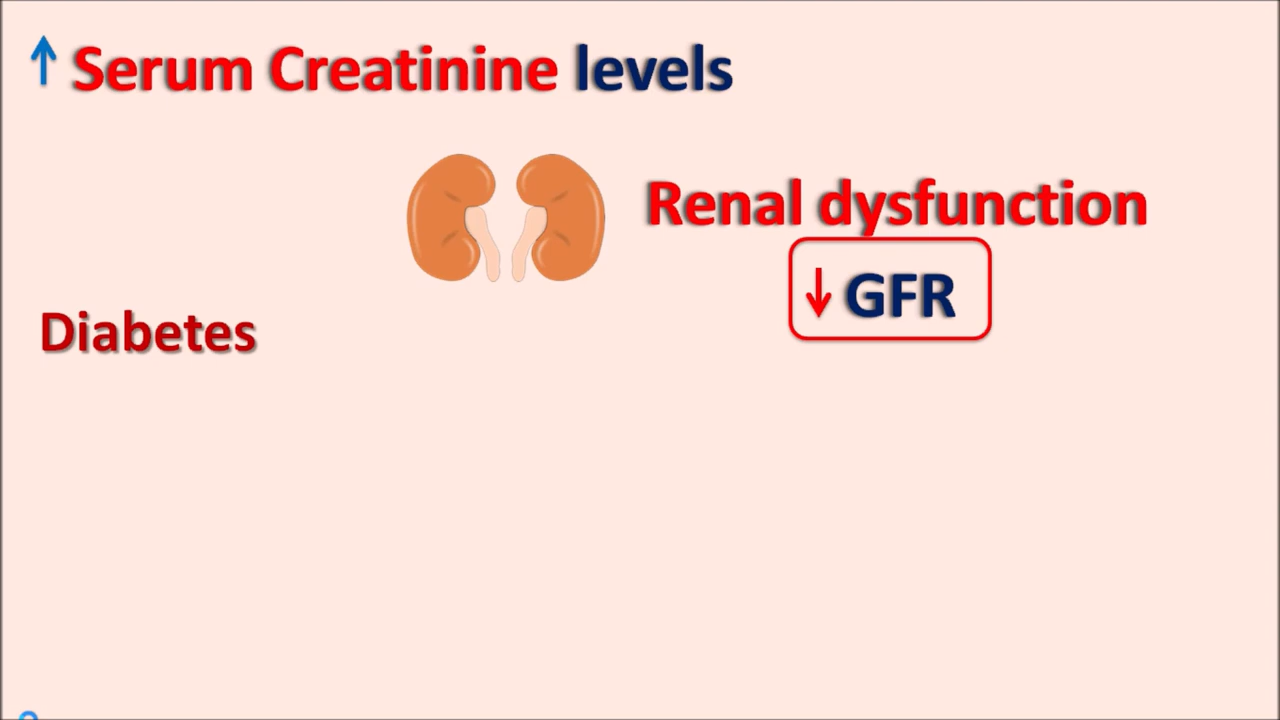 ↑ Serum Creatinine levels
Renal dysfunction
↓ GFR
Diabetes